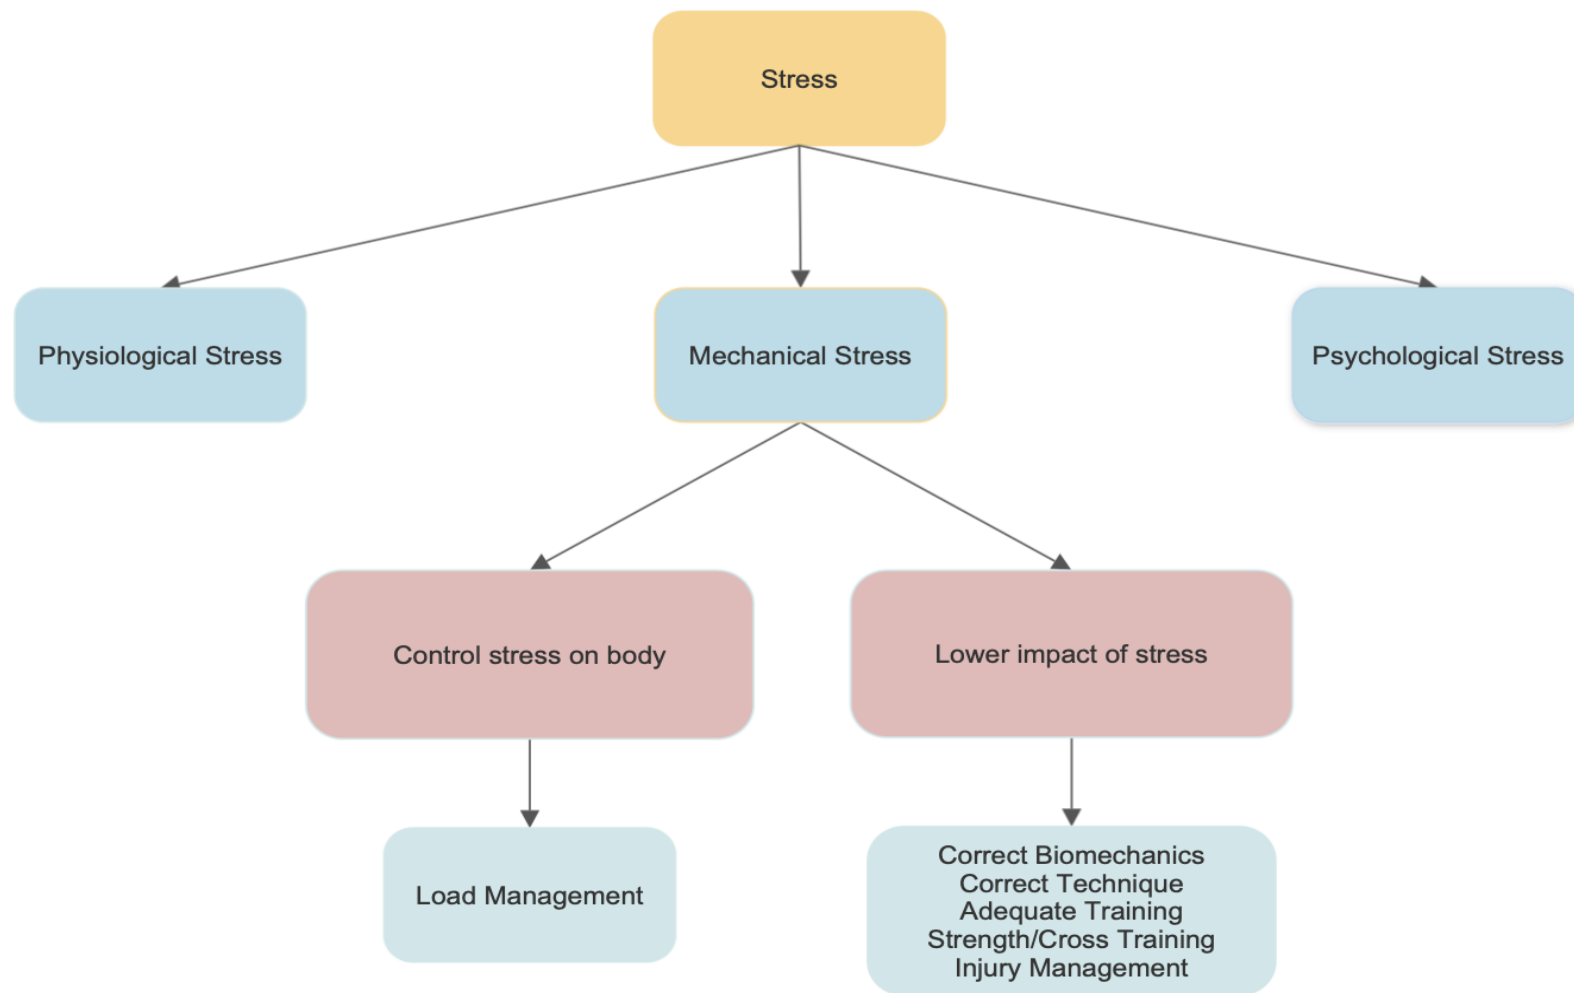 Stress
Physiological Stress
Mechanical Stress
Psychological Stress
Control stress on body
Lower impact of stress
Load Management
Correct Biomechanics
Correct Technique
Adequate Training
Strength/Cross Training
Injury Management